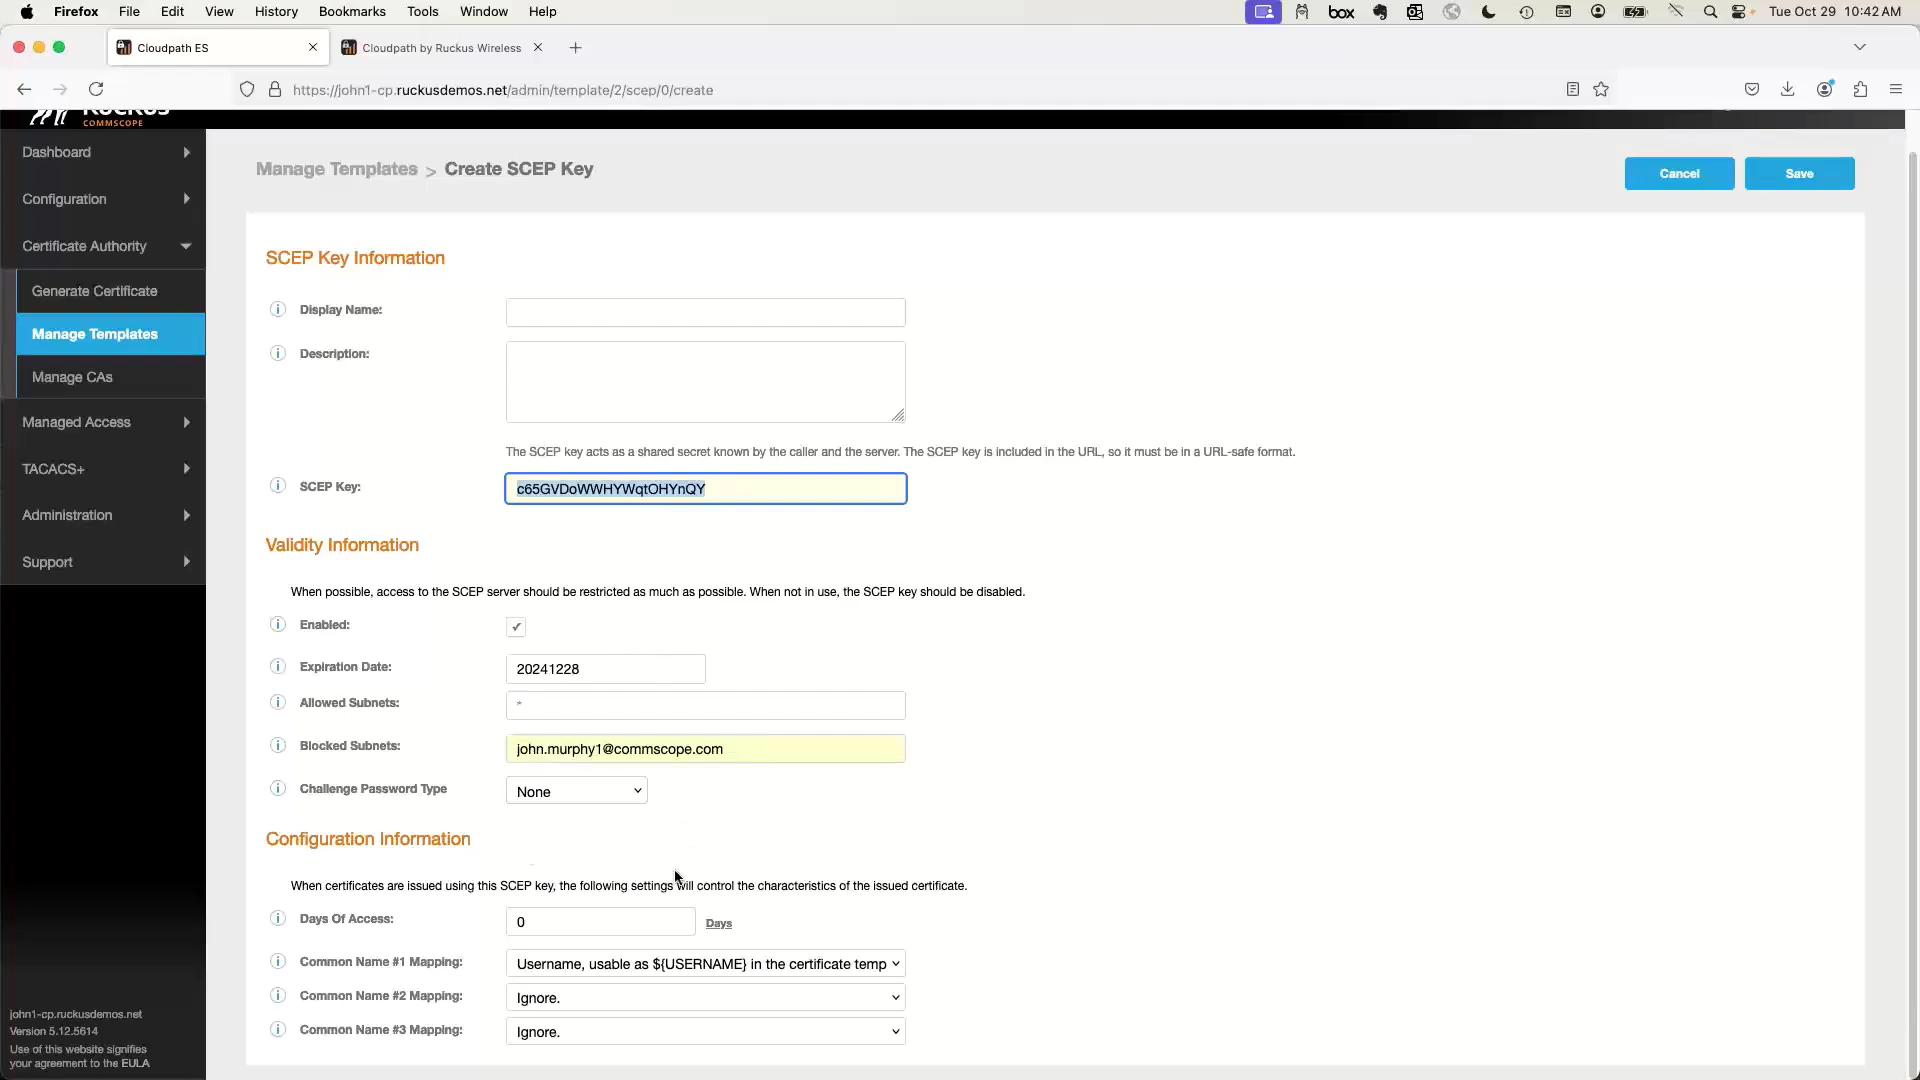 Firefox File Edit View History Bookmarks Tools Window Help box Tue Oct 29 10:42 AM
Cloudpath ES Cloudpath by Ruckus Wireless
https://john1-cp.ruckusdemos.net/admin/template/2/scep/0/create
COMMSCOPE
Dashboard
Configuration
Certificate Authority
Generate Certificate
Manage Templates
Manage CAs
Managed Access
TACACS+
Administration
Support
john1-cp.ruckusdemos.net
Version 5.12.5614
Use of this website signifies
your agreement to the EULA
Manage Templates > Create SCEP Key
Cancel Save
SCEP Key Information
Display Name:
Description:
The SCEP key acts as a shared secret known by the caller and the server. The SCEP key is included in the URL, so it must be in a URL-safe format.
SCEP Key: c65GVDoWWHYWqtOHYnQY
Validity Information
When possible, access to the SCEP server should be restricted as much as possible. When not in use, the SCEP key should be disabled.
Enabled:
Expiration Date: 20241228
Allowed Subnets: *
Blocked Subnets: john.murphy1@commscope.com
Challenge Password Type None
Configuration Information
When certificates are issued using this SCEP key, the following settings will control the characteristics of the issued certificate.
Days Of Access: 0 Days
Common Name #1 Mapping: Username, usable as ${USERNAME} in the certificate temp
Common Name #2 Mapping: Ignore.
Common Name #3 Mapping: Ignore.